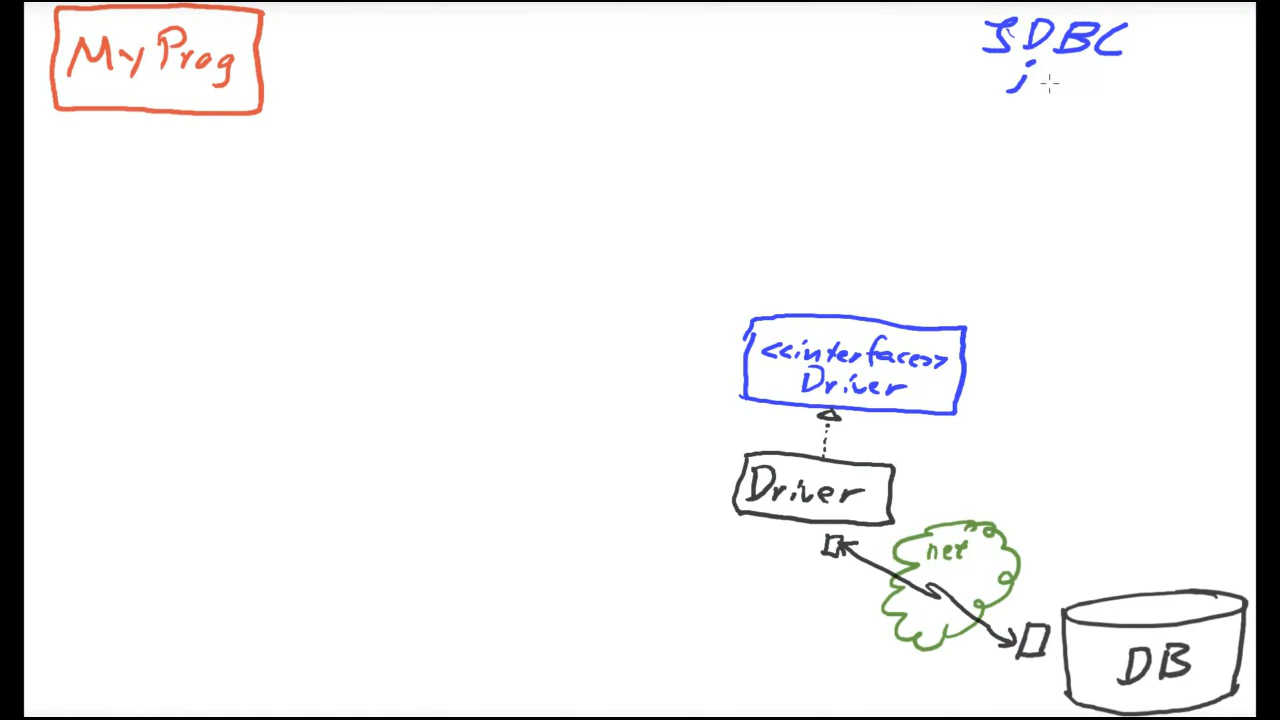 My Prog
JDBC
j
<<interface>>
Driver
Driver
net
DB